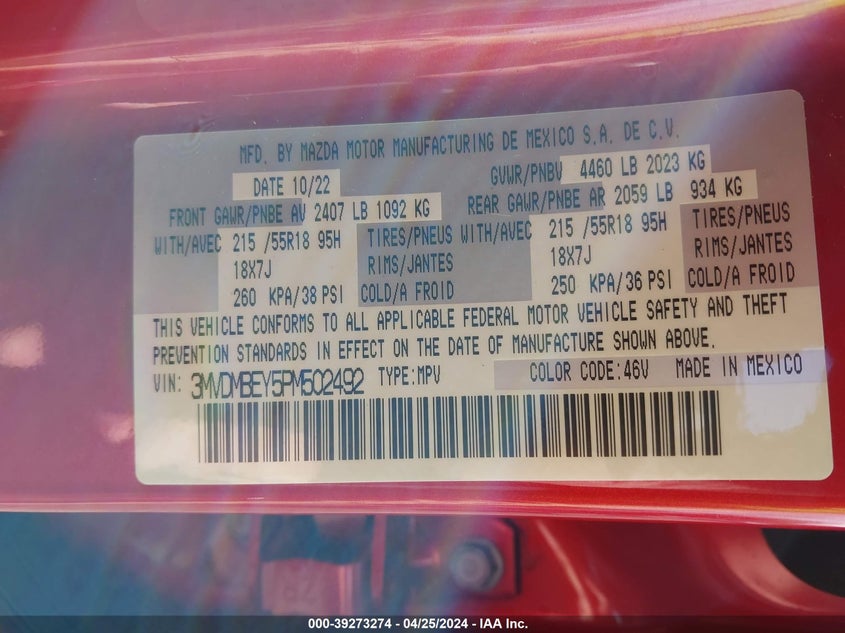 MFD. BY MAZDA MOTOR MANUFACTURING DE MEXICO S.A. DE C.V.
DATE 10/22 GVWR/PNBV 4460 LB 2023 KG
FRONT GAWR/PNBE AV 2407 LB 1092 KG REAR GAWR/PNBE AR 2059 LB 934 KG
WITH/AVEC 215 /55R18 95H TIRES/PNEUS WITH/AVEC 215 /55R18 95H TIRES/PNEUS
18X7J RIMS/JANTES 18X7J RIMS/JANTES
260 KPA/38 PSI COLD/A FROID 250 KPA/36 PSI COLD/A FROID
THIS VEHICLE CONFORMS TO ALL APPLICABLE FEDERAL MOTOR VEHICLE SAFETY AND THEFT
PREVENTION STANDARDS IN EFFECT ON THE DATE OF MANUFACTURE SHOWN ABOVE.
VIN: 3MVDMBEY5PM502492 TYPE:MPV COLOR CODE:46V MADE IN MEXICO
000-39273274 - 04/25/2024 - IAA Inc.